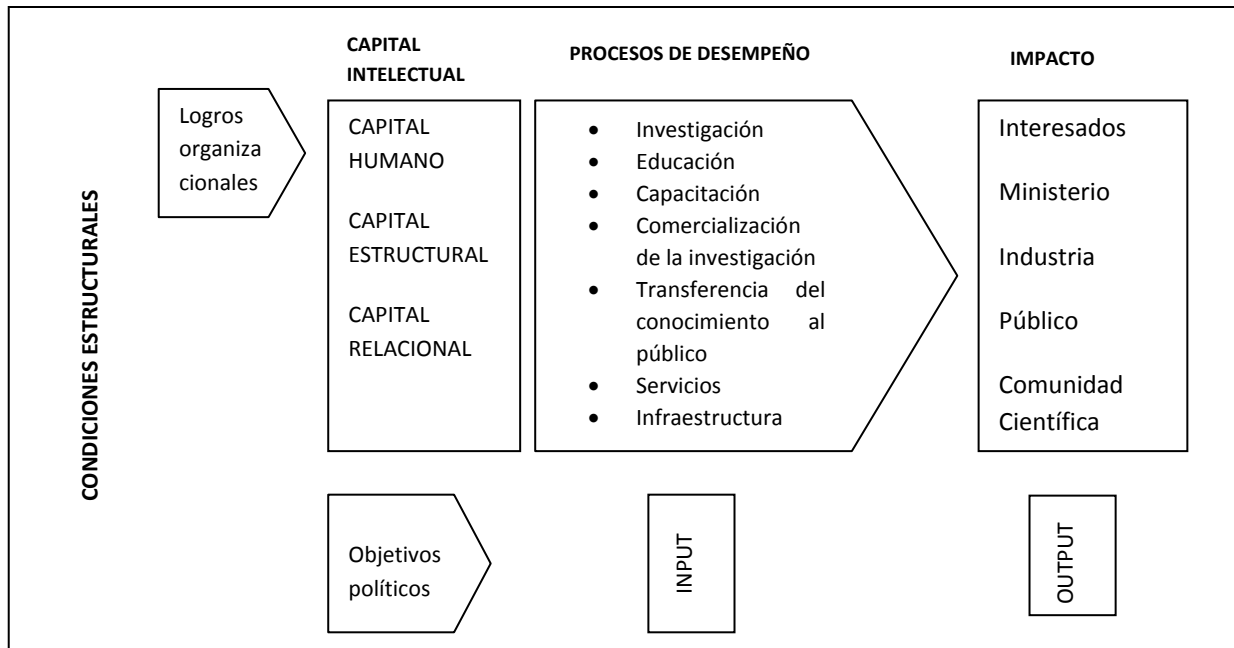 CAPITAL
INTELECTUAL
PROCESOS DE DESEMPEÑO
IMPACTO
CONDICIONES ESTRUCTURALES
Logros
organiza
cionales
CAPITAL
HUMANO
CAPITAL
ESTRUCTURAL
CAPITAL
RELACIONAL
• Investigación
• Educación
• Capacitación
• Comercialización
de la investigación
• Transferencia del
conocimiento al
público
• Servicios
• Infraestructura
Interesados
Ministerio
Industria
Público
Comunidad
Científica
Objetivos
políticos
INPUT
OUTPUT